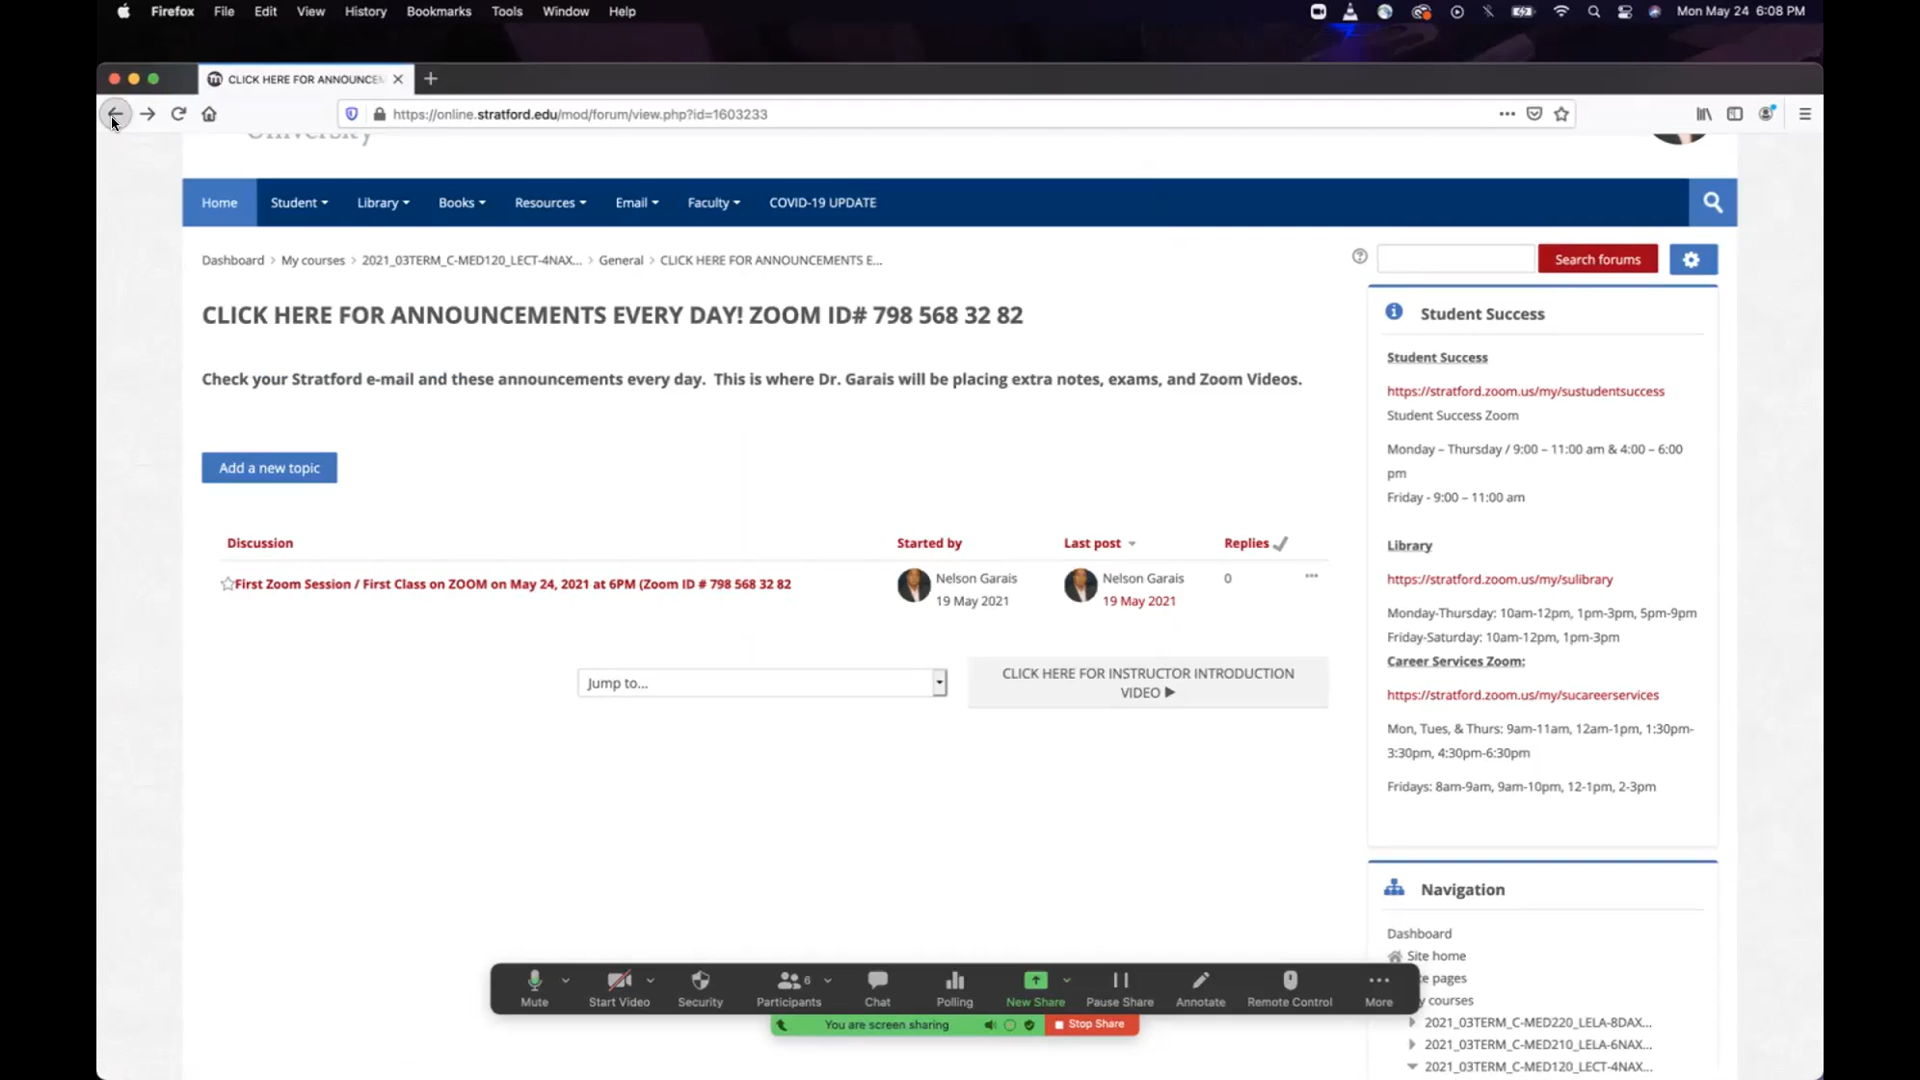 Firefox File Edit View History Bookmarks Tools Window Help Mon May 24 6:08 PM
CLICK HERE FOR ANNOUNCEM
https://online.stratford.edu/mod/forum/view.php?id=1603233
University
Home Student Library Books Resources Email Faculty COVID-19 UPDATE
Dashboard > My courses > 2021_03TERM_C-MED120_LECT-4NAX... > General > CLICK HERE FOR ANNOUNCEMENTS E...
Search forums
CLICK HERE FOR ANNOUNCEMENTS EVERY DAY! ZOOM ID# 798 568 32 82
Check your Stratford e-mail and these announcements every day. This is where Dr. Garais will be placing extra notes, exams, and Zoom Videos.
Add a new topic
Discussion Started by Last post Replies
First Zoom Session / First Class on ZOOM on May 24, 2021 at 6PM (Zoom ID # 798 568 32 82
Nelson Garais
19 May 2021
Nelson Garais
19 May 2021
0
Jump to...
CLICK HERE FOR INSTRUCTOR INTRODUCTION
VIDEO ▶
Student Success
Student Success
https://stratford.zoom.us/my/sustudentsuccess
Student Success Zoom
Monday – Thursday / 9:00 – 11:00 am & 4:00 – 6:00
pm
Friday - 9:00 – 11:00 am
Library
https://stratford.zoom.us/my/sulibrary
Monday-Thursday: 10am-12pm, 1pm-3pm, 5pm-9pm
Friday-Saturday: 10am-12pm, 1pm-3pm
Career Services Zoom:
https://stratford.zoom.us/my/sucareerservices
Mon, Tues, & Thurs: 9am-11am, 12am-1pm, 1:30pm-
3:30pm, 4:30pm-6:30pm
Fridays: 8am-9am, 9am-10pm, 12-1pm, 2-3pm
Navigation
Dashboard
Site home
te pages
y courses
2021_03TERM_C-MED220_LELA-8DAX...
2021_03TERM_C-MED210_LELA-6NAX...
2021_03TERM_C-MED120_LECT-4NAX...
6
Mute Start Video Security Participants Chat Polling New Share Pause Share Annotate Remote Control More
You are screen sharing Stop Share